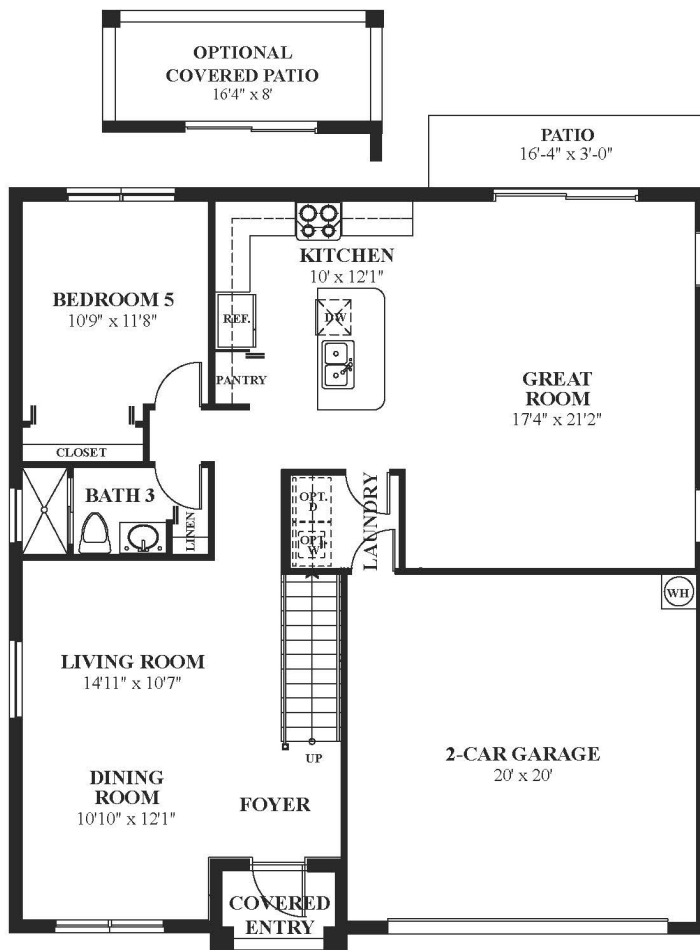 OPTIONAL
COVERED PATIO
16'4" x 8'
PATIO
16'-4" x 3'-0"
KITCHEN
10' x 12'1"
BEDROOM 5
10'9" x 11'8"
REF.
DW
PANTRY
GREAT
ROOM
17'4" x 21'2"
CLOSET
BATH 3
LINEN
OPT.
D
OPT.
W
LAUNDRY
WH
LIVING ROOM
14'11" x 10'7"
UP
2-CAR GARAGE
20' x 20'
DINING
ROOM
10'10" x 12'1"
FOYER
COVERED
ENTRY